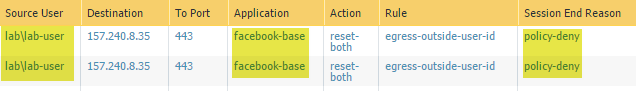 Source User Destination To Port Application Action Rule Session End Reason
lab\lab-user 157.240.8.35 443 facebook-base reset-both egress-outside-user-id policy-deny
lab\lab-user 157.240.8.35 443 facebook-base reset-both egress-outside-user-id policy-deny